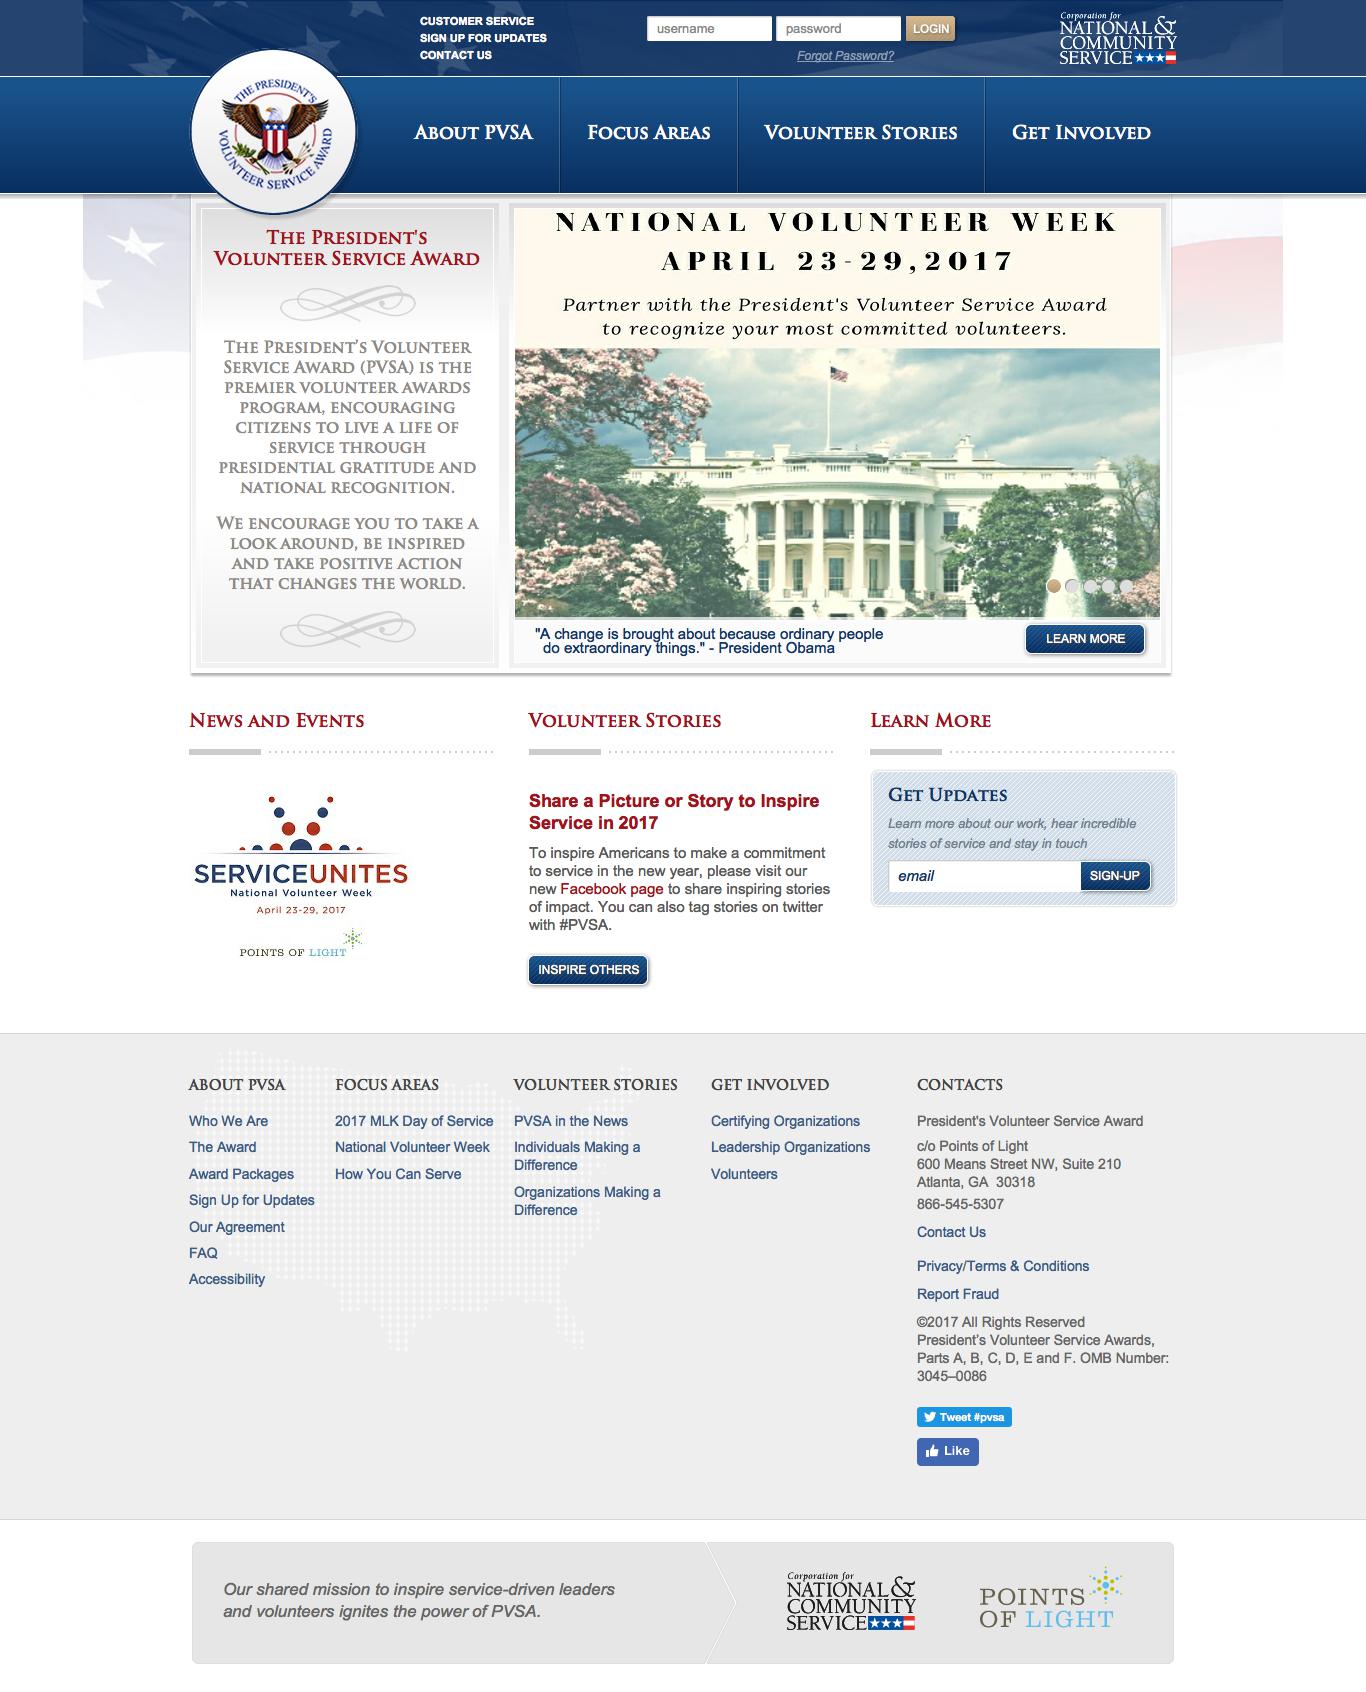 CUSTOMER SERVICE
SIGN UP FOR UPDATES
CONTACT US
username
password
LOGIN
Forgot Password?
Corporation for
NATIONAL &
COMMUNITY
SERVICE
THE PRESIDENT'S
VOLUNTEER SERVICE AWARD
ABOUT PVSA
FOCUS AREAS
VOLUNTEER STORIES
GET INVOLVED
THE PRESIDENT'S
VOLUNTEER SERVICE AWARD
THE PRESIDENT'S VOLUNTEER
SERVICE AWARD (PVSA) IS THE
PREMIER VOLUNTEER AWARDS
PROGRAM, ENCOURAGING
CITIZENS TO LIVE A LIFE OF
SERVICE THROUGH
PRESIDENTIAL GRATITUDE AND
NATIONAL RECOGNITION.
WE ENCOURAGE YOU TO TAKE A
LOOK AROUND, BE INSPIRED
AND TAKE POSITIVE ACTION
THAT CHANGES THE WORLD.
NATIONAL VOLUNTEER WEEK
APRIL 23-29,2017
Partner with the President's Volunteer Service Award
to recognize your most committed volunteers.
"A change is brought about because ordinary people
do extraordinary things." - President Obama
LEARN MORE
NEWS AND EVENTS
SERVICEUNITES
National Volunteer Week
April 23-29, 2017
POINTS OF LIGHT
VOLUNTEER STORIES
Share a Picture or Story to Inspire
Service in 2017
To inspire Americans to make a commitment
to service in the new year, please visit our
new Facebook page to share inspiring stories
of impact. You can also tag stories on twitter
with #PVSA.
INSPIRE OTHERS
LEARN MORE
GET UPDATES
Learn more about our work, hear incredible
stories of service and stay in touch
email
SIGN-UP
ABOUT PVSA
Who We Are
The Award
Award Packages
Sign Up for Updates
Our Agreement
FAQ
Accessibility
FOCUS AREAS
2017 MLK Day of Service
National Volunteer Week
How You Can Serve
VOLUNTEER STORIES
PVSA in the News
Individuals Making a
Difference
Organizations Making a
Difference
GET INVOLVED
Certifying Organizations
Leadership Organizations
Volunteers
CONTACTS
President's Volunteer Service Award
c/o Points of Light
600 Means Street NW, Suite 210
Atlanta, GA 30318
866-545-5307
Contact Us
Privacy/Terms & Conditions
Report Fraud
©2017 All Rights Reserved
President's Volunteer Service Awards,
Parts A, B, C, D, E and F. OMB Number:
3045–0086
Tweet #pvsa
Like
Our shared mission to inspire service-driven leaders
and volunteers ignites the power of PVSA.
Corporation for
NATIONAL &
COMMUNITY
SERVICE
POINTS
OF LIGHT